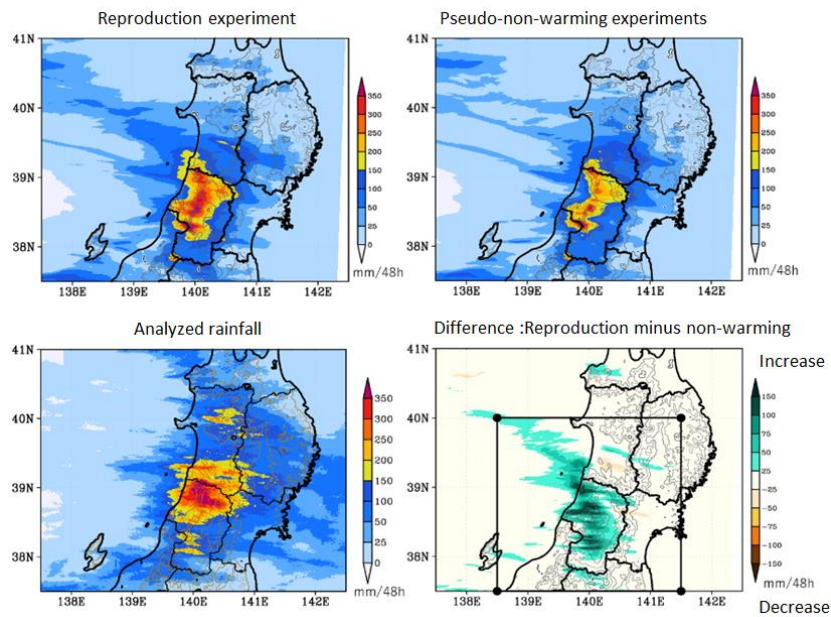 Reproduction experiment
Pseudo-non-warming experiments
41N
40N
39N
38N
138E 139E 140E 141E 142E
350
300
250
200
150
100
50
25
0
mm/48h
41N
40N
39N
38N
138E 139E 140E 141E 142E
350
300
250
200
150
100
50
25
0
mm/48h
Analyzed rainfall
Difference :Reproduction minus non-warming
41N
40N
39N
38N
138E 139E 140E 141E 142E
350
300
250
200
150
100
50
25
0
mm/48h
Increase
41N
40N
39N
38N
138E 139E 140E 141E 142E
150
100
75
50
25
-25
-50
-75
-100
-150
mm/48h
Decrease